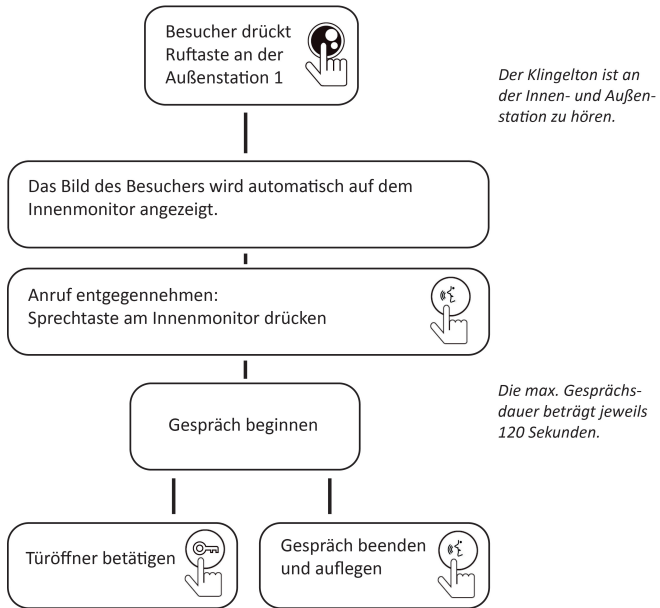 Besucher drückt
Ruftaste an der
Außenstation 1
Der Klingelton ist an
der Innen- und Außen-
station zu hören.
Das Bild des Besuchers wird automatisch auf dem
Innenmonitor angezeigt.
Anruf entgegennehmen:
Sprechtaste am Innenmonitor drücken
Die max. Gesprächs-
dauer beträgt jeweils
120 Sekunden.
Gespräch beginnen
Türöffner betätigen
Gespräch beenden
und auflegen